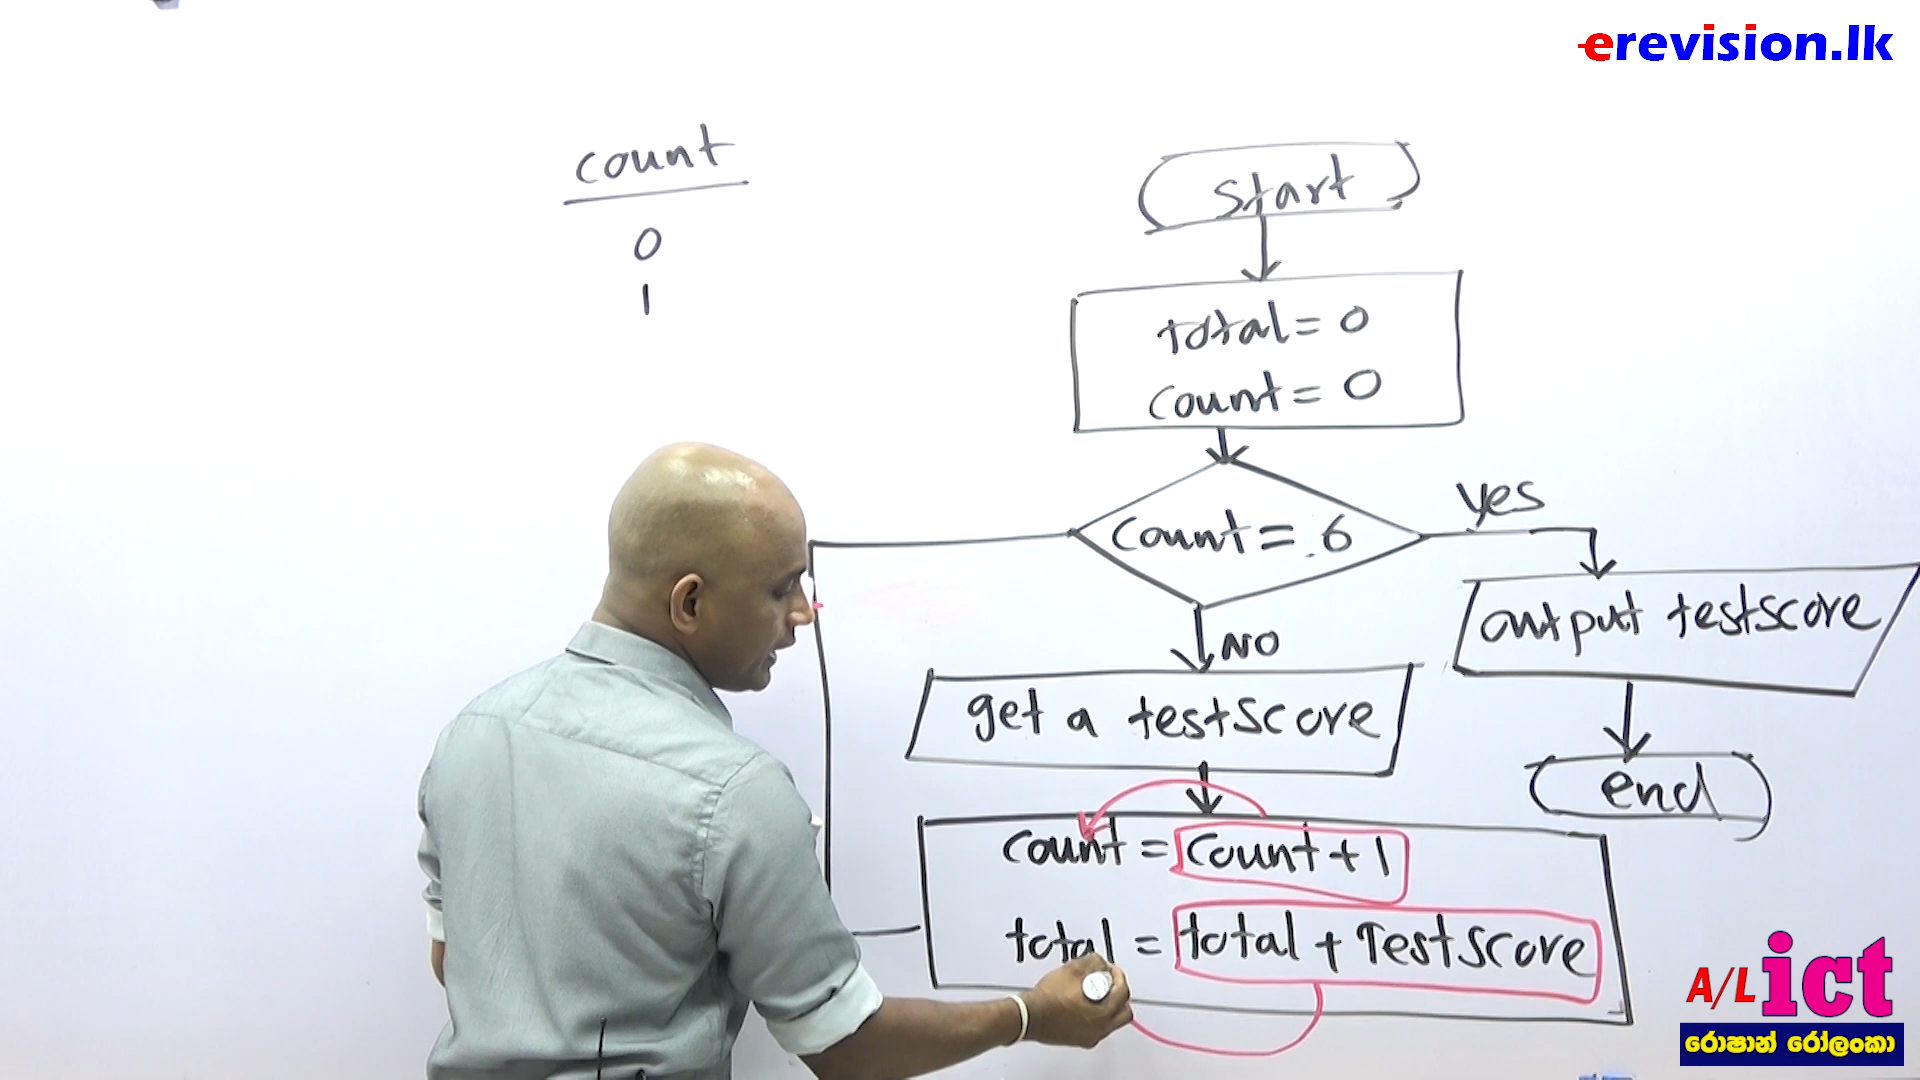 erevision.lk
count
0
1
Start
total = 0
count = 0
count = 6
yes
NO
output testscore
get a testscore
end
count = count + 1
total = total + Testscore
A/L ict
රොෂාන් රෝලංකා